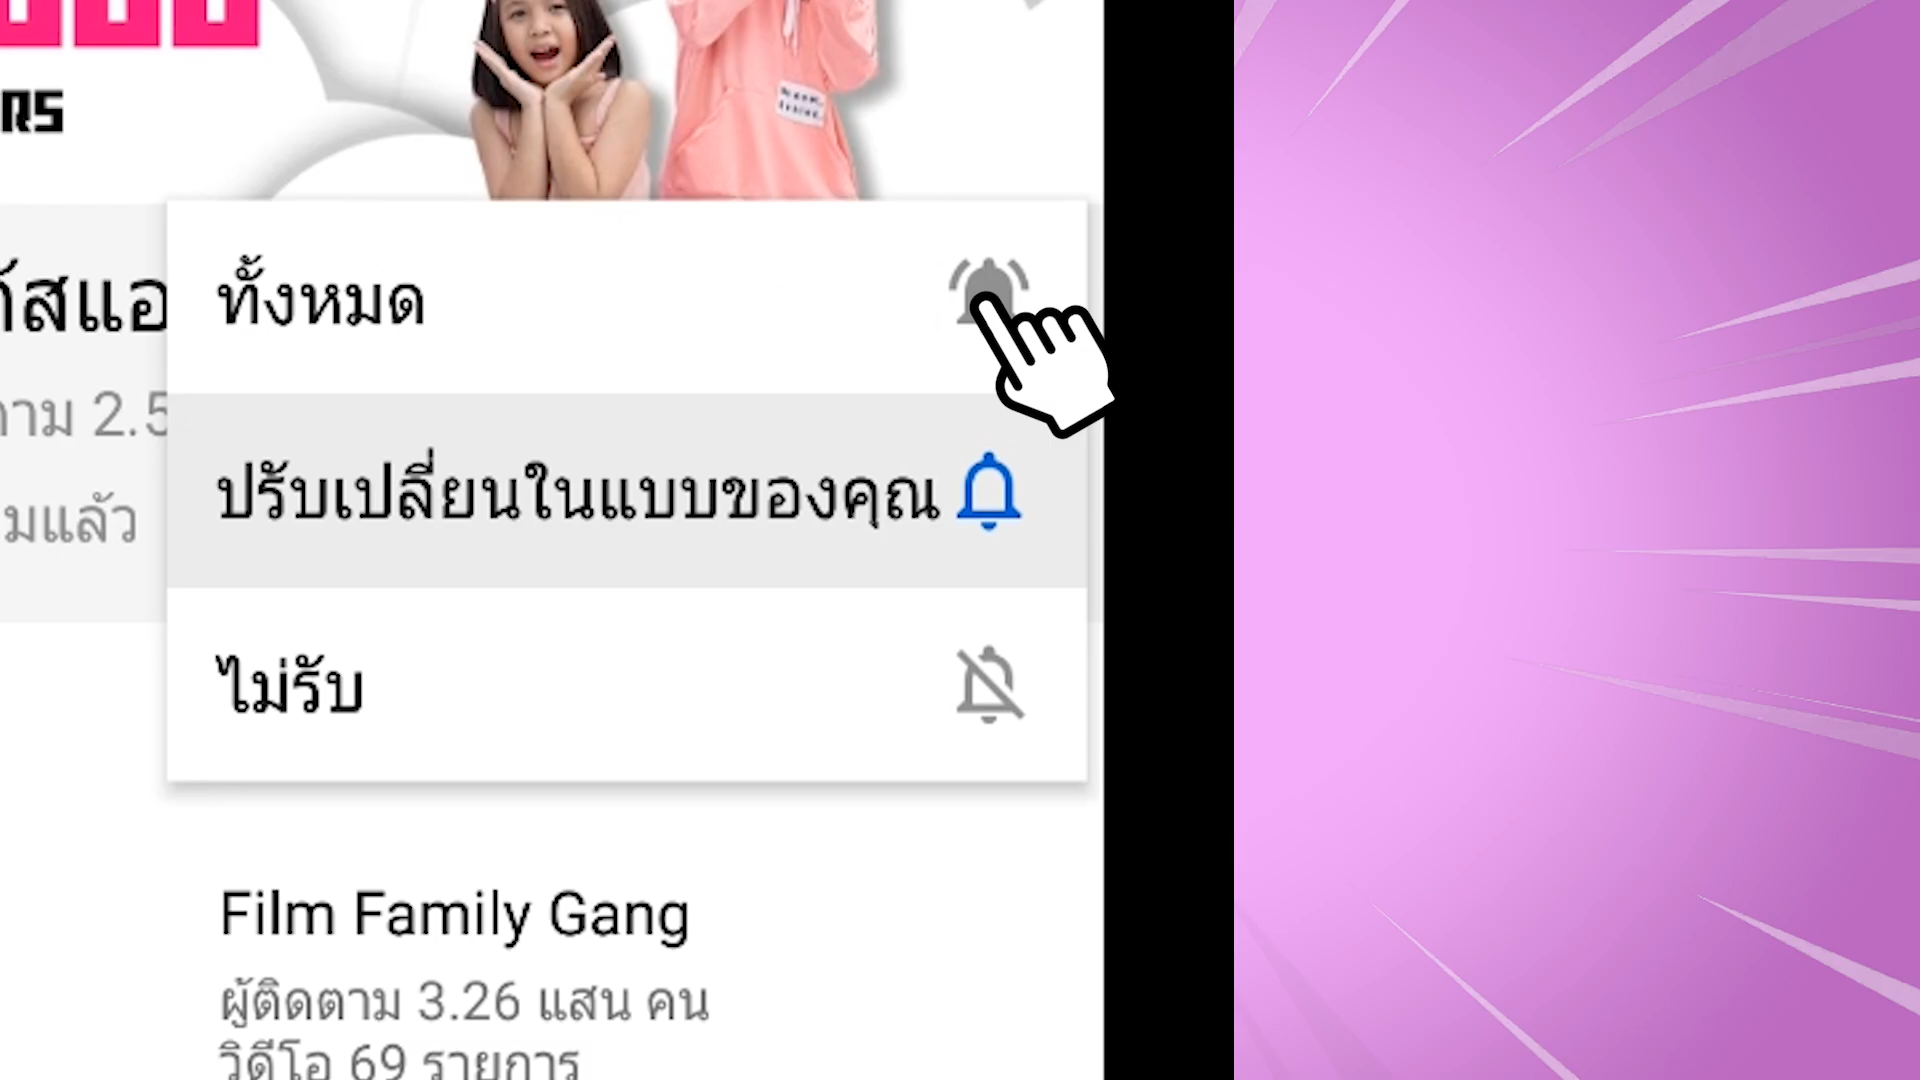 RS
ทั้งหมด
ปรับเปลี่ยนในแบบของคุณ
ไม่รับ
าม 2.5
มแล้ว
Film Family Gang
ผู้ติดตาม 3.26 แสน คน
วิดีโอ 69 รายการ